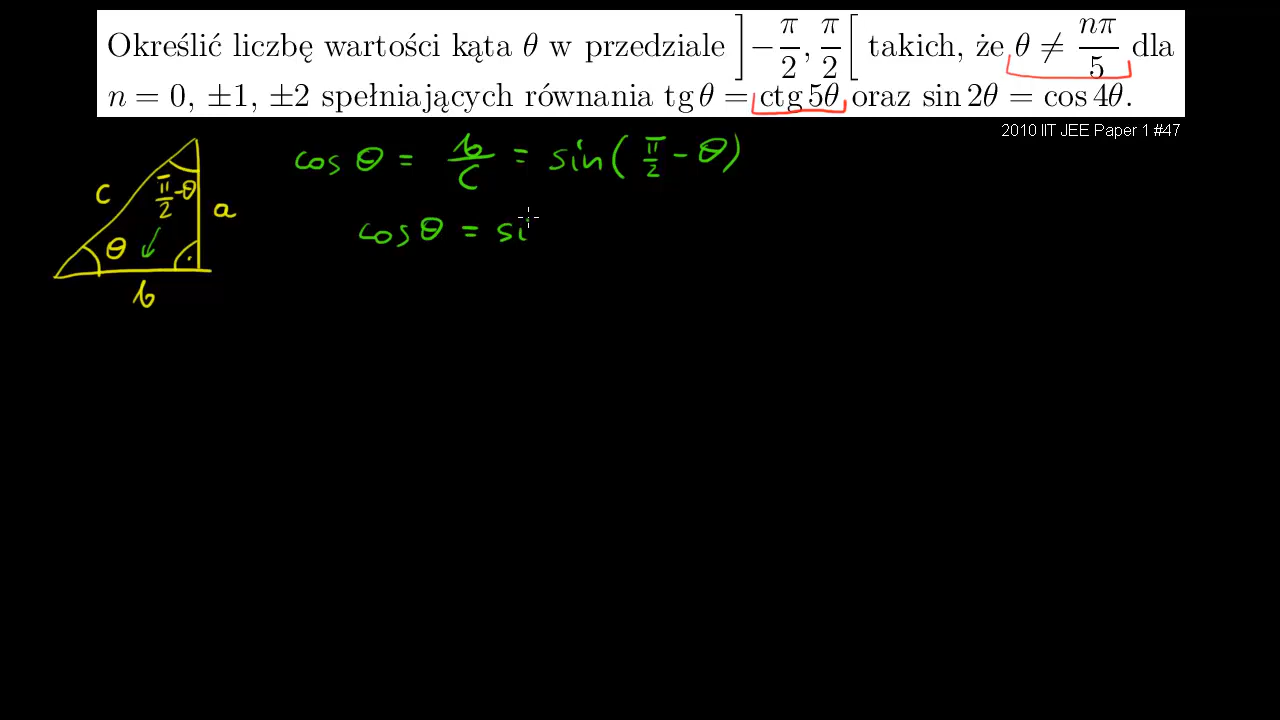 Określić liczbę wartości kąta θ w przedziale ]−π/2, π/2[ takich, że θ ≠ nπ/5 dla
n = 0, ±1, ±2 spełniających równania tg θ = ctg 5θ oraz sin 2θ = cos 4θ.
2010 IIT JEE Paper 1 #47
cos θ = b/c = sin(π/2 − θ)
cos θ = si
c
π/2 − θ
a
θ
b